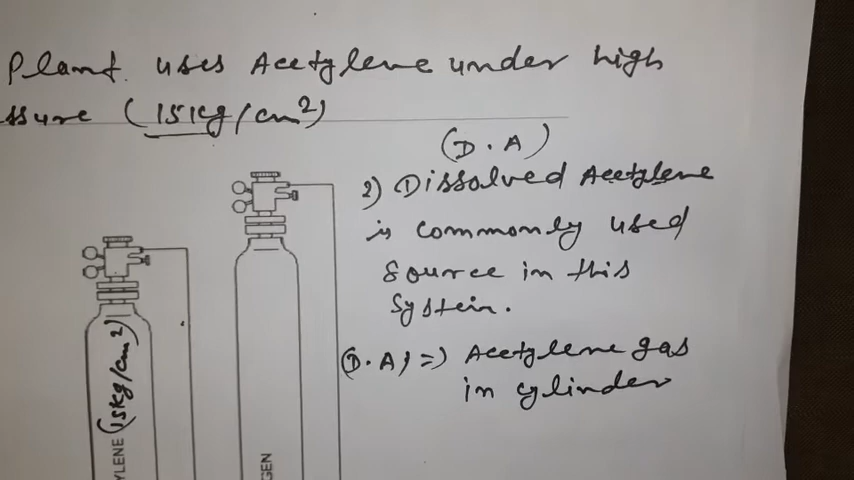 Plant uses Acetylene under high
ssure (15Kg/cm²)
(D.A)
2) Dissolved Acetylene
is commonly used
Source in this
System.
(D.A) => Acetylene gas
in cylinder
YLENE (15Kg/cm²)
GEN